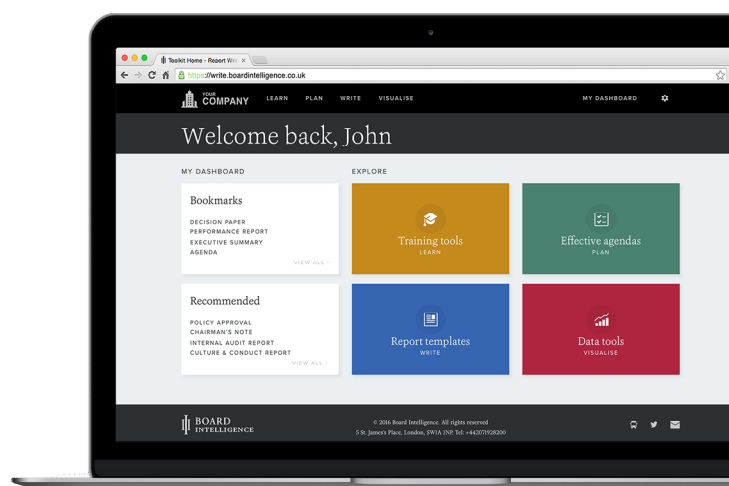 Toolkit Home - Report Wri
https://write.boardintelligence.co.uk
YOUR
COMPANY
LEARN
PLAN
WRITE
VISUALISE
MY DASHBOARD
Welcome back, John
MY DASHBOARD
EXPLORE
Bookmarks
DECISION PAPER
PERFORMANCE REPORT
EXECUTIVE SUMMARY
AGENDA
VIEW ALL ›
Training tools
LEARN
Effective agendas
PLAN
Recommended
POLICY APPROVAL
CHAIRMAN'S NOTE
INTERNAL AUDIT REPORT
CULTURE & CONDUCT REPORT
VIEW ALL ›
Report templates
WRITE
Data tools
VISUALISE
BOARD
INTELLIGENCE
© 2016 Board Intelligence. All rights reserved
5 St. James's Place, London, SW1A 1NP. Tel: +442071928200